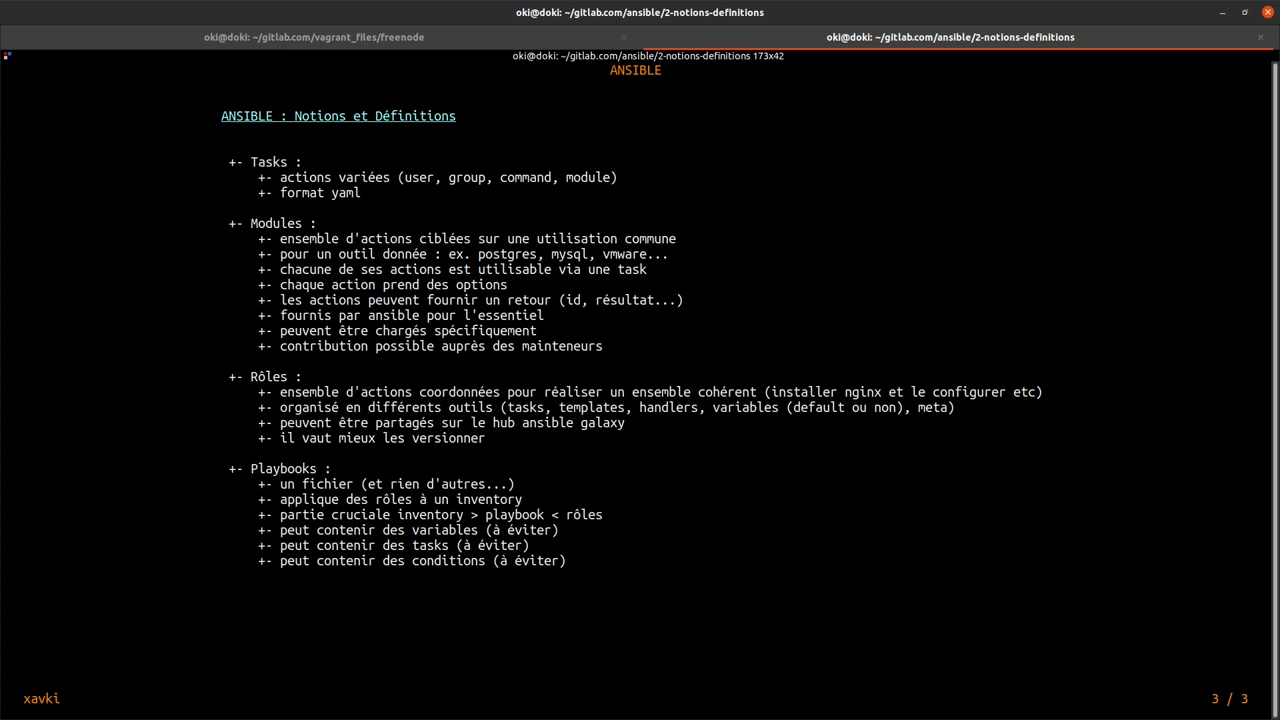 oki@doki: ~/gitlab.com/ansible/2-notions-definitions
oki@doki: ~/gitlab.com/vagrant_files/freenode
oki@doki: ~/gitlab.com/ansible/2-notions-definitions
oki@doki: ~/gitlab.com/ansible/2-notions-definitions 173x42
ANSIBLE
ANSIBLE : Notions et Définitions
+- Tasks :
+- actions variées (user, group, command, module)
+- format yaml
+- Modules :
+- ensemble d'actions ciblées sur une utilisation commune
+- pour un outil donnée : ex. postgres, mysql, vmware...
+- chacune de ses actions est utilisable via une task
+- chaque action prend des options
+- les actions peuvent fournir un retour (id, résultat...)
+- fournis par ansible pour l'essentiel
+- peuvent être chargés spécifiquement
+- contribution possible auprès des mainteneurs
+- Rôles :
+- ensemble d'actions coordonnées pour réaliser un ensemble cohérent (installer nginx et le configurer etc)
+- organisé en différents outils (tasks, templates, handlers, variables (default ou non), meta)
+- peuvent être partagés sur le hub ansible galaxy
+- il vaut mieux les versionner
+- Playbooks :
+- un fichier (et rien d'autres...)
+- applique des rôles à un inventory
+- partie cruciale inventory > playbook < rôles
+- peut contenir des variables (à éviter)
+- peut contenir des tasks (à éviter)
+- peut contenir des conditions (à éviter)
xavki
3 / 3